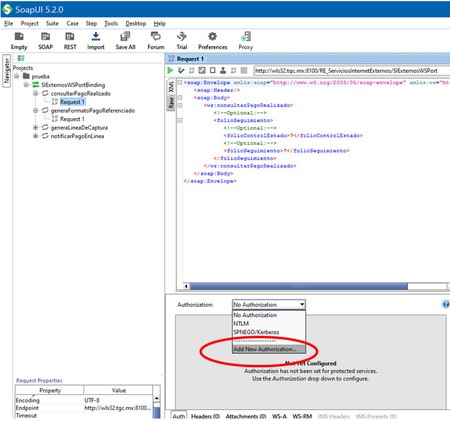 SoapUI 5.2.0
File Project Suite Case Step Tools Desktop Help
Empty SOAP REST Import Save All Forum Trial Preferences Proxy
Navigator
Projects
prueba
SIExternosWSPortBinding
consultarPagoRealizado
Request 1
generaFormatoPagoReferenciado
Request 1
generaLineaDeCaptura
notificarPagoEnLinea
Request 1
http://wls32.tgc.mx:8100/RE_ServiciosInternetExternos/SIExternosWSPort
XML
Raw
<soap:Envelope xmlns:soap="http://www.w3.org/2003/05/soap-envelope" xmlns:ws="ht
<soap:Header/>
<soap:Body>
<ws:consultarPagoRealizado>
<!--Optional:-->
<folioSeguimiento>
<!--Optional:-->
<folioControlEstado>?</folioControlEstado>
<!--Optional:-->
<folioSeguimiento>?</folioSeguimiento>
</folioSeguimiento>
</ws:consultarPagoRealizado>
</soap:Body>
</soap:Envelope>
Authorization: No Authorization
No Authorization
NTLM
SPNEGO/Kerberos
-------------------
Add New Authorization...
Not Yet Configured
Authorization has not been set for protected services.
Use the Authorization drop down to configure.
Request Properties
Property Value
Encoding UTF-8
Endpoint http://wls32.tgc.mx:8100...
Timeout
Auth Headers (0) Attachments (0) WS-A WS-RM JMS Headers JMS Property (0)